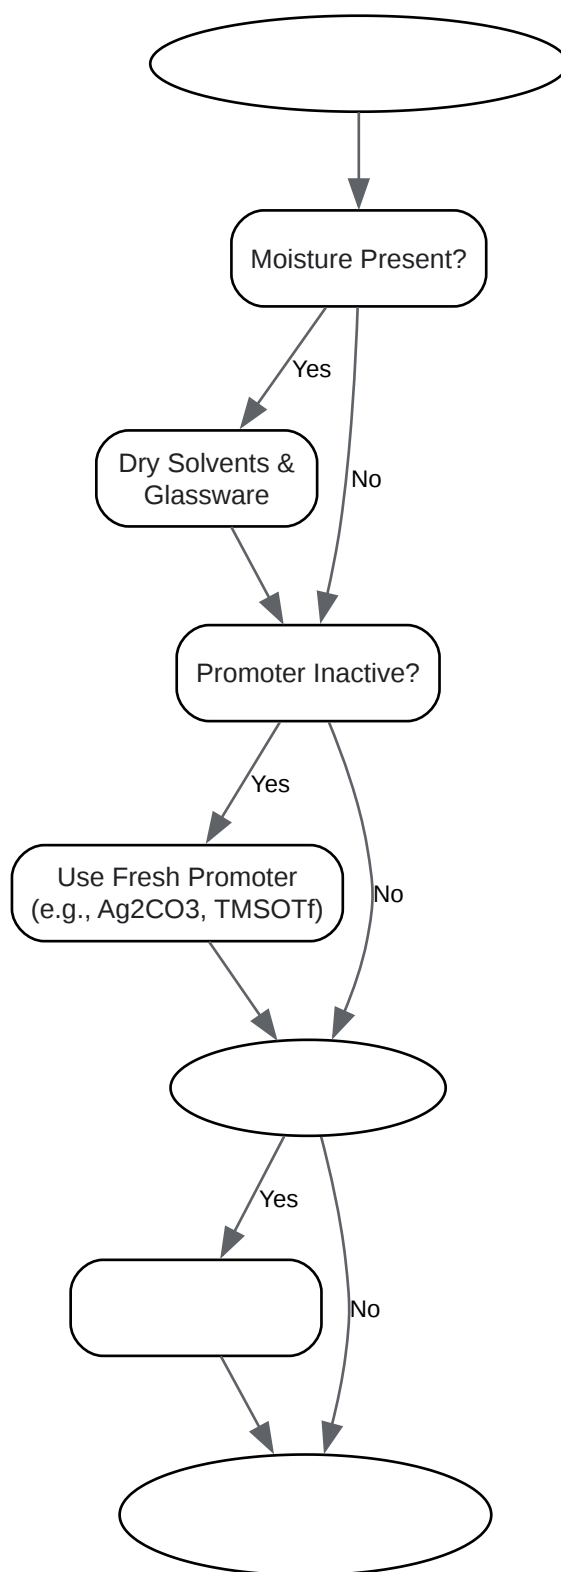 Moisture Present?
Yes
Dry Solvents &
Glassware
No
Promoter Inactive?
Yes
Use Fresh Promoter
(e.g., Ag2CO3, TMSOTf)
No
Yes
No